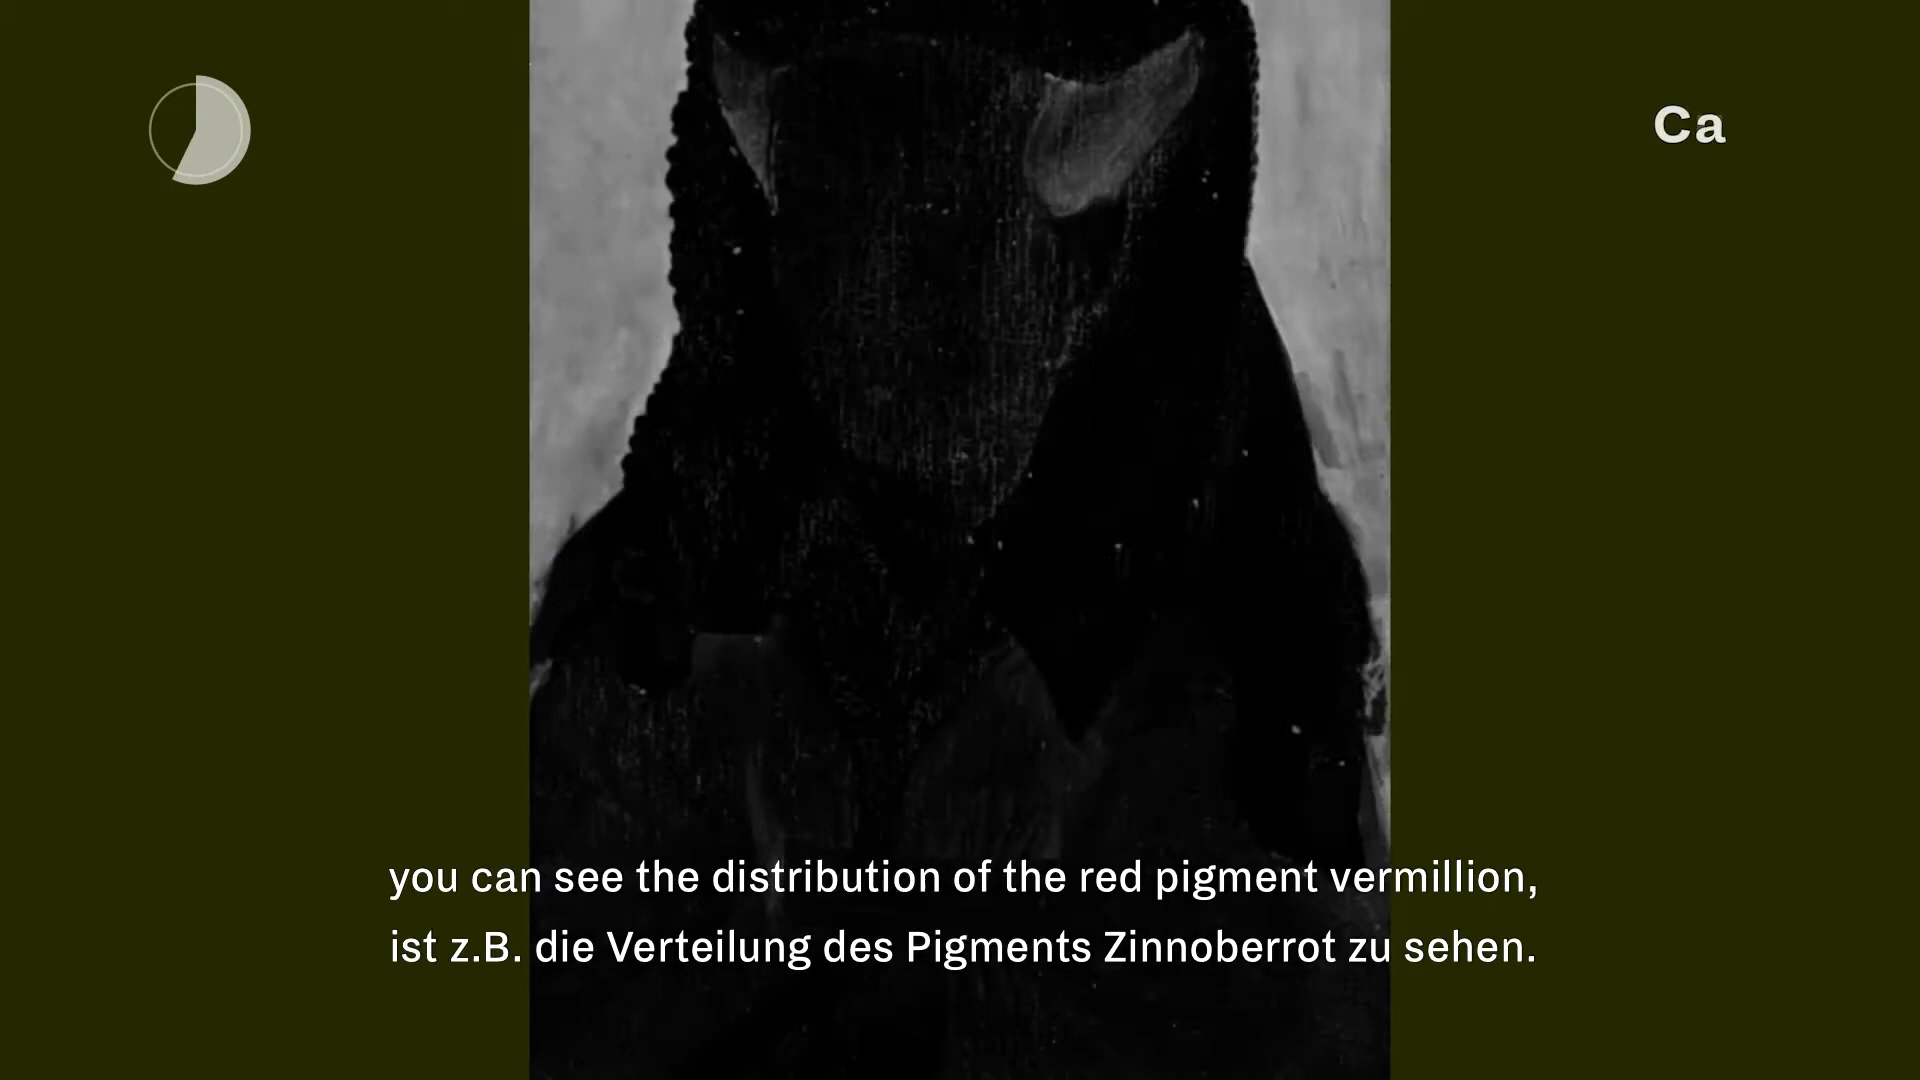 Ca
you can see the distribution of the red pigment vermillion,
ist z.B. die Verteilung des Pigments Zinnoberrot zu sehen.